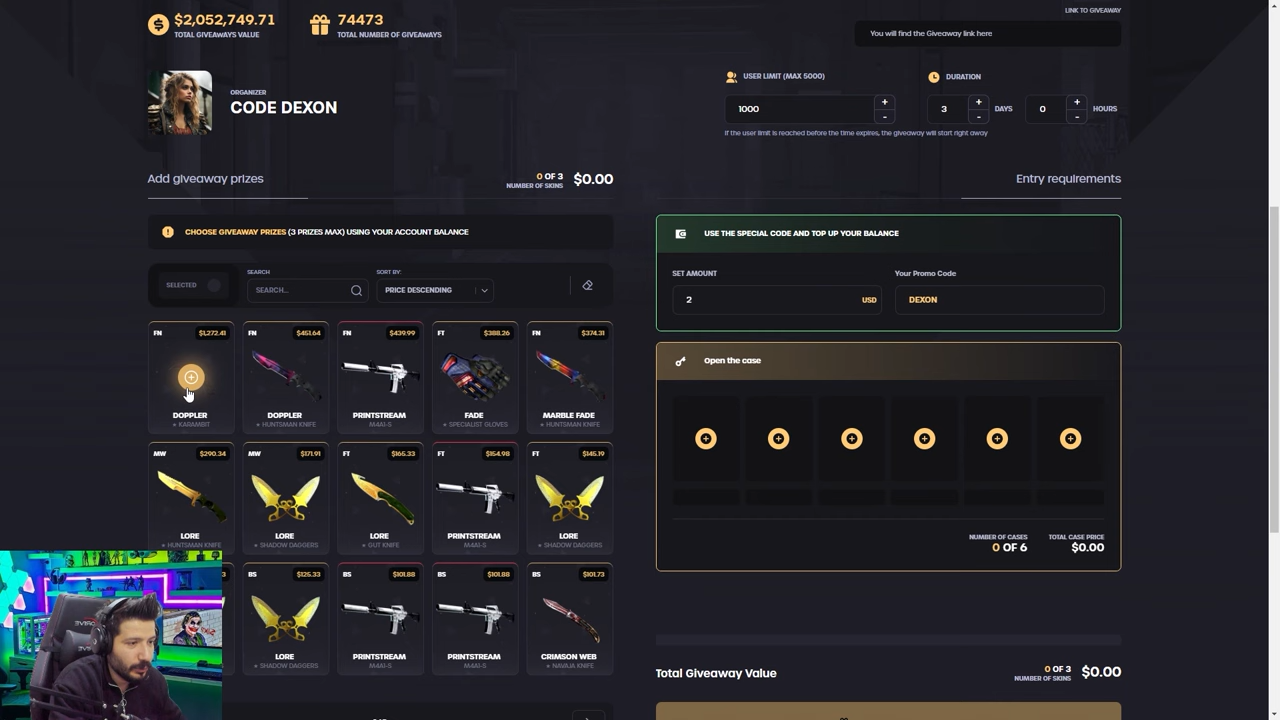 $2,052,749.71
TOTAL GIVEAWAYS VALUE
74473
TOTAL NUMBER OF GIVEAWAYS
LINK TO GIVEAWAY
You will find the Giveaway link here
ORGANIZER
CODE DEXON
USER LIMIT (MAX 5000)
1000
+
-
DURATION
3
+
-
DAYS
0
+
-
HOURS
If the user limit is reached before the time expires, the giveaway will start right away
Add giveaway prizes
0 OF 3
NUMBER OF SKINS
$0.00
Entry requirements
CHOOSE GIVEAWAY PRIZES (3 PRIZES MAX) USING YOUR ACCOUNT BALANCE
SELECTED
SEARCH
SEARCH...
SORT BY:
PRICE DESCENDING
USE THE SPECIAL CODE AND TOP UP YOUR BALANCE
SET AMOUNT
2 USD
Your Promo Code
DEXON
FN $1,272.41
DOPPLER
★ KARAMBIT
FN $451.64
DOPPLER
★ HUNTSMAN KNIFE
FN $439.99
PRINTSTREAM
M4A1-S
FT $388.26
FADE
★ SPECIALIST GLOVES
FN $374.31
MARBLE FADE
★ HUNTSMAN KNIFE
Open the case
MW $290.34
LORE
★ HUNTSMAN KNIFE
FT $171.91
LORE
★ SHADOW DAGGERS
FT $165.33
LORE
★ GUT KNIFE
FT $154.98
PRINTSTREAM
M4A1-S
FT $145.19
LORE
★ SHADOW DAGGERS
NUMBER OF CASES
0 OF 6
TOTAL CASE PRICE
$0.00
BS $125.33
LORE
★ SHADOW DAGGERS
BS $101.88
PRINTSTREAM
M4A1-S
BS $101.88
PRINTSTREAM
M4A1-S
BS $101.73
CRIMSON WEB
★ NAVAJA KNIFE
Total Giveaway Value
0 OF 3
NUMBER OF SKINS
$0.00